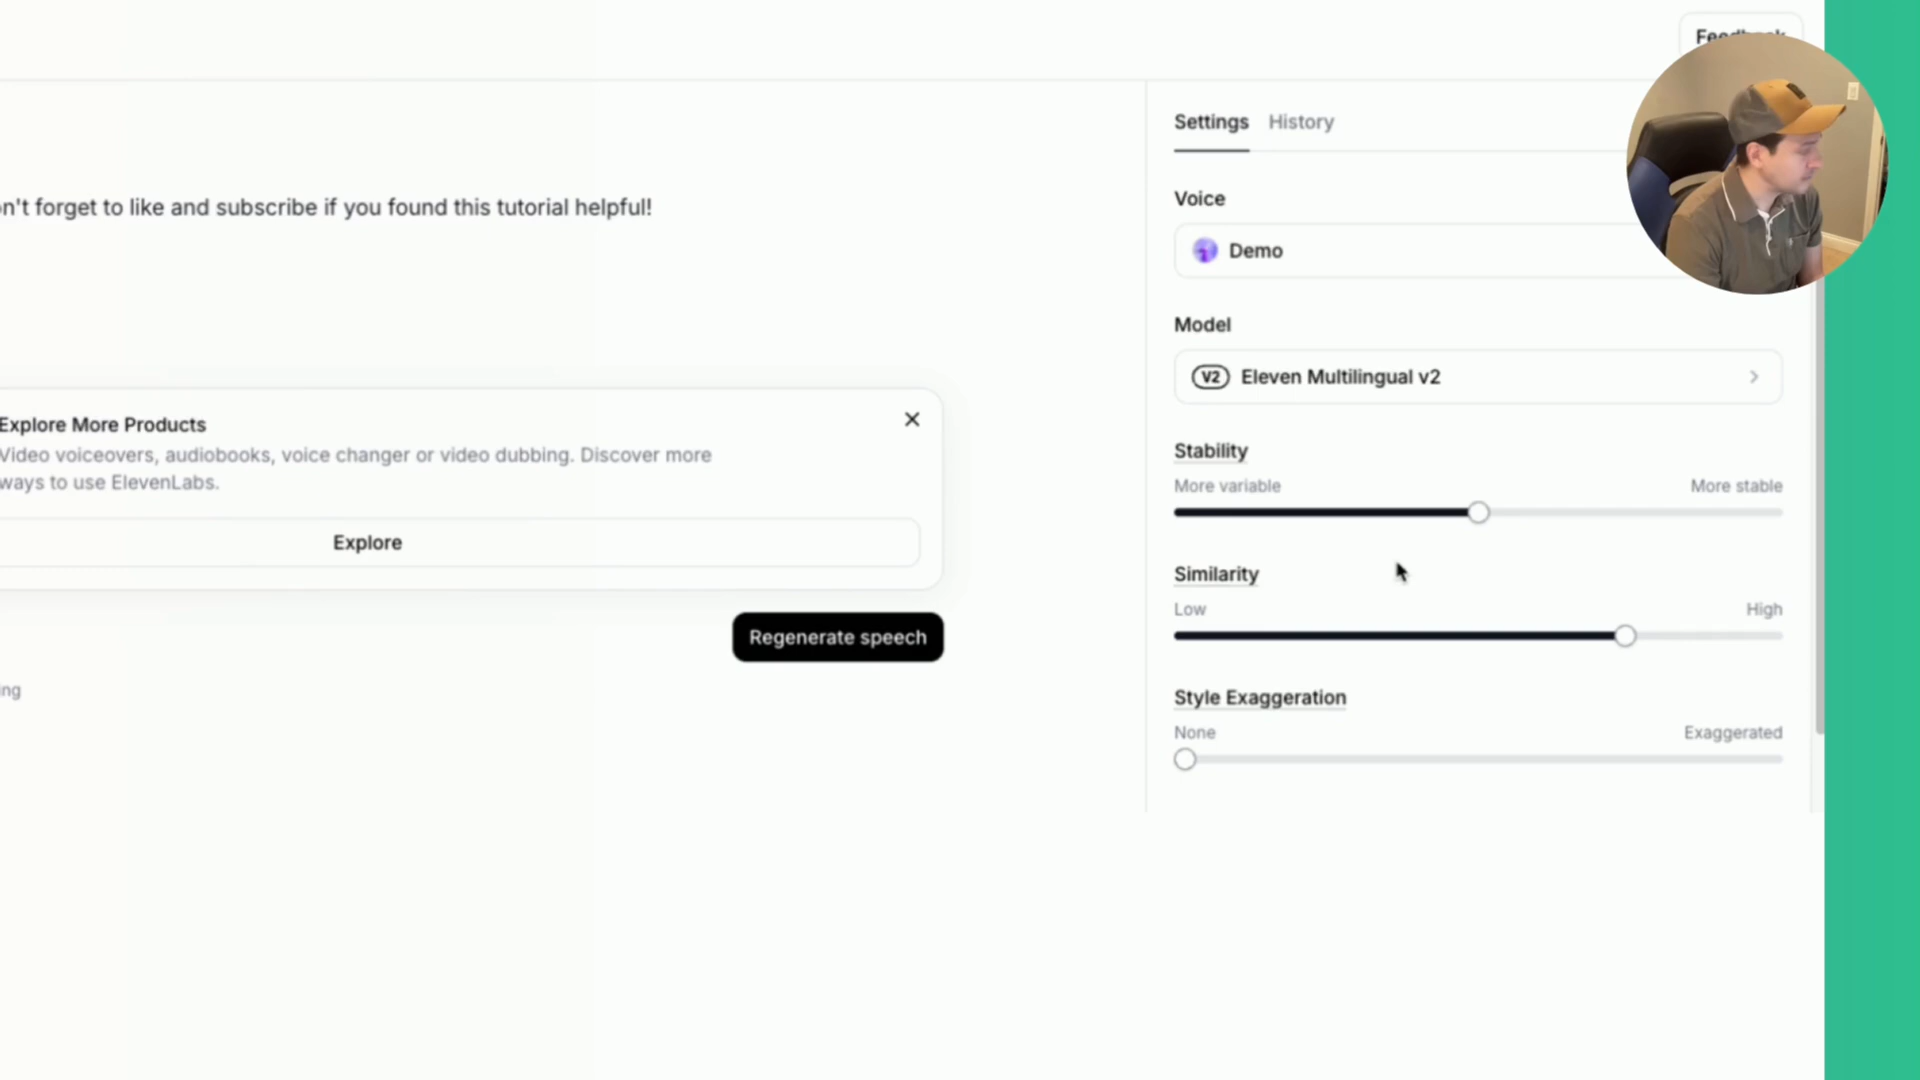 Feedback
Settings History
Voice
n't forget to like and subscribe if you found this tutorial helpful!
Demo
Model
V2 Eleven Multilingual v2
Explore More Products
Video voiceovers, audiobooks, voice changer or video dubbing. Discover more
ways to use ElevenLabs.
Explore
Stability
More variable More stable
Similarity
Low High
Regenerate speech
ing
Style Exaggeration
None Exaggerated